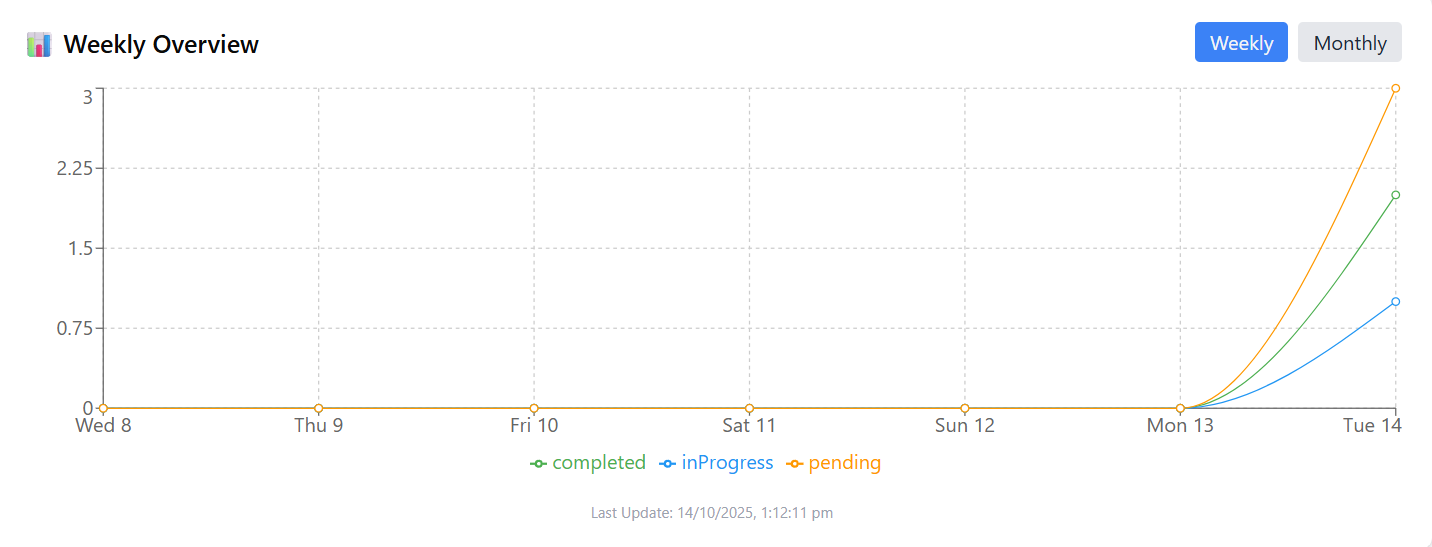 Weekly Overview
Weekly Monthly
3
2.25
1.5
0.75
0
Wed 8 Thu 9 Fri 10 Sat 11 Sun 12 Mon 13 Tue 14
completed inProgress pending
Last Update: 14/10/2025, 1:12:11 pm